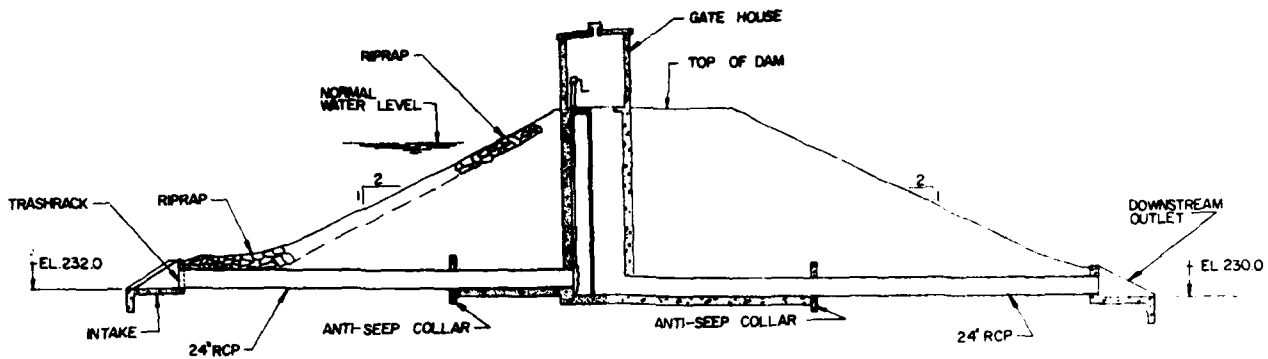 GATE HOUSE
RIPRAP
TOP OF DAM
NORMAL
WATER LEVEL
2
1
2
TRASHRACK
RIPRAP
DOWNSTREAM
OUTLET
EL. 232.0
EL 230.0
INTAKE
ANTI-SEEP COLLAR
ANTI-SEEP COLLAR
24" RCP
24" RCP